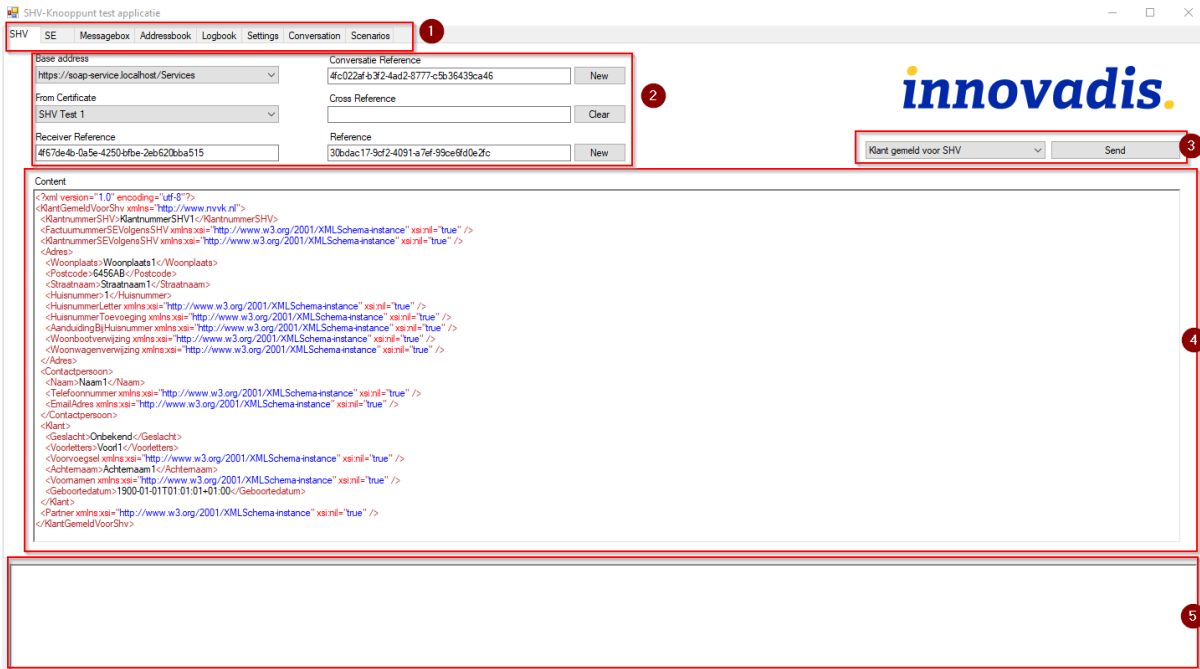 SHV-Knooppunt test applicatie
SHV SE Messagebox Addressbook Logbook Settings Conversation Scenarios
1
Base address
Conversatie Reference
https://soap-service.localhost/Services
4fc022af-b3f2-4ad2-8777-c5b36439ca46
New
2
From Certificate
Cross Reference
SHV Test 1
Clear
Receiver Reference
Reference
4f67de4b-0a5e-4250-bfbe-2eb620bba515
30bdac17-9cf2-4091-a7ef-99ce6fd0e2fc
New
innovadis.
Klant gemeld voor SHV
Send
3
Content
<?xml version="1.0" encoding="utf-8"?>
<KlantGemeldVoorShv xmlns="http://www.nvvk.nl">
<KlantnummerSHV>KlantnummerSHV1</KlantnummerSHV>
<FactuurnummerSEVolgensSHV xmlns:xsi="http://www.w3.org/2001/XMLSchema-instance" xsi:nil="true" />
<KlantnummerSEVolgensSHV xmlns:xsi="http://www.w3.org/2001/XMLSchema-instance" xsi:nil="true" />
<Adres>
<Woonplaats>Woonplaats1</Woonplaats>
<Postcode>6456AB</Postcode>
<Straatnaam>Straatnaam1</Straatnaam>
<Huisnummer>1</Huisnummer>
<HuisnummerLetter xmlns:xsi="http://www.w3.org/2001/XMLSchema-instance" xsi:nil="true" />
<HuisnummerToevoeging xmlns:xsi="http://www.w3.org/2001/XMLSchema-instance" xsi:nil="true" />
<AanduidingBijHuisnummer xmlns:xsi="http://www.w3.org/2001/XMLSchema-instance" xsi:nil="true" />
<Woonbootverwijzing xmlns:xsi="http://www.w3.org/2001/XMLSchema-instance" xsi:nil="true" />
<Woonwagenverwijzing xmlns:xsi="http://www.w3.org/2001/XMLSchema-instance" xsi:nil="true" />
</Adres>
<Contactpersoon>
<Naam>Naam1</Naam>
<Telefoonnummer xmlns:xsi="http://www.w3.org/2001/XMLSchema-instance" xsi:nil="true" />
<EmailAdres xmlns:xsi="http://www.w3.org/2001/XMLSchema-instance" xsi:nil="true" />
</Contactpersoon>
<Klant>
<Geslacht>Onbekend</Geslacht>
<Voorletters>Voorl1</Voorletters>
<Voorvoegsel xmlns:xsi="http://www.w3.org/2001/XMLSchema-instance" xsi:nil="true" />
<Achternaam>Achternaam1</Achternaam>
<Voornamen xmlns:xsi="http://www.w3.org/2001/XMLSchema-instance" xsi:nil="true" />
<Geboortedatum>1900-01-01T01:01:01+01:00</Geboortedatum>
</Klant>
<Partner xmlns:xsi="http://www.w3.org/2001/XMLSchema-instance" xsi:nil="true" />
</KlantGemeldVoorShv>
4
5